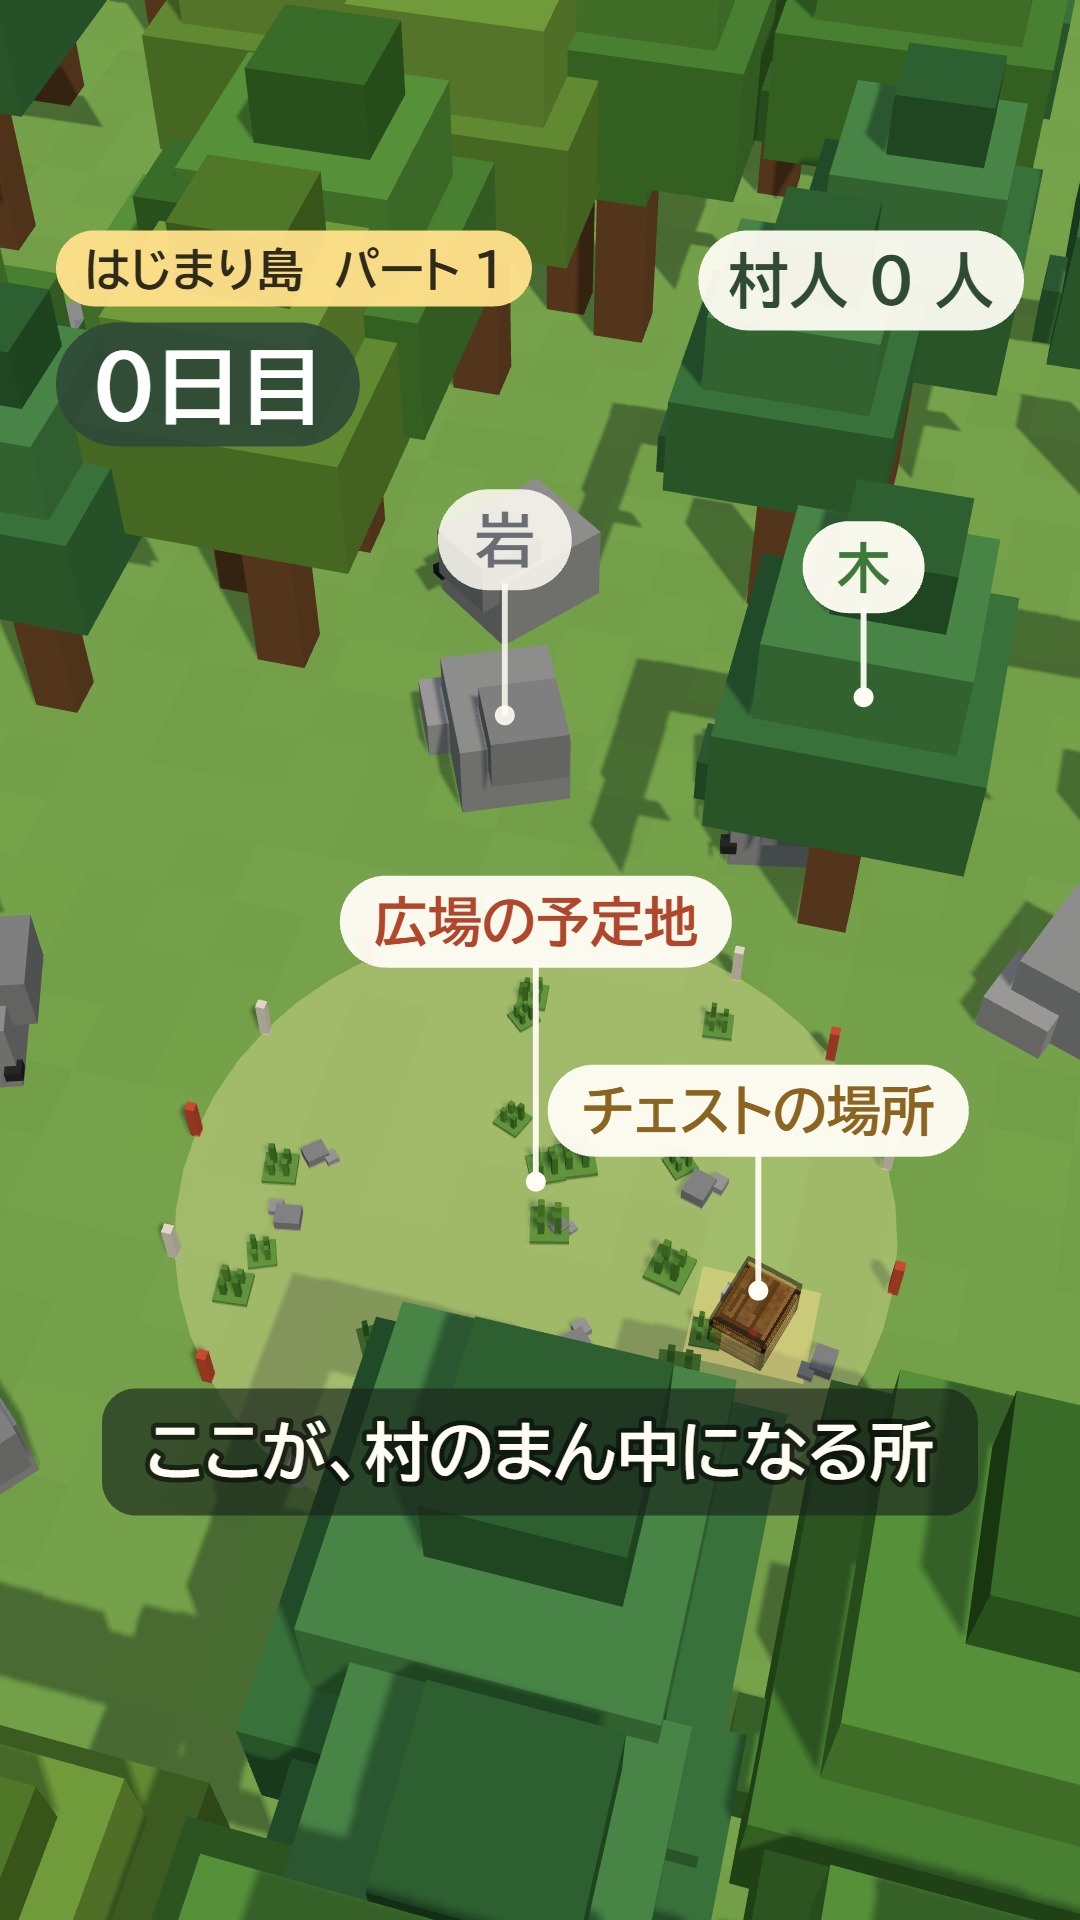 はじまり島 パート 1
村人 0 人
0日目
岩
木
広場の予定地
チェストの場所
ここが、村のまん中になる所